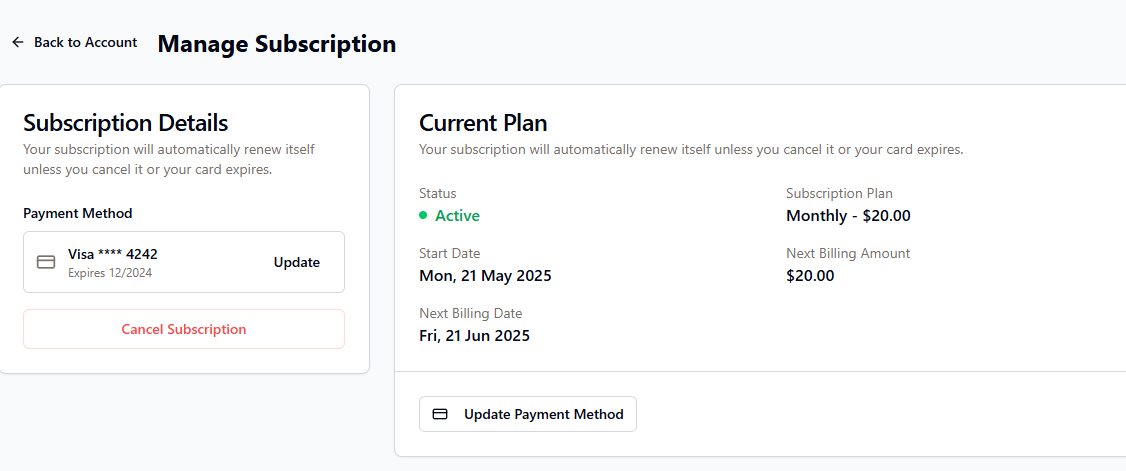 Back to Account
Manage Subscription
Subscription Details
Your subscription will automatically renew itself
unless you cancel it or your card expires.
Payment Method
Visa **** 4242
Expires 12/2024
Update
Cancel Subscription
Current Plan
Your subscription will automatically renew itself unless you cancel it or your card expires.
Status
Active
Subscription Plan
Monthly - $20.00
Start Date
Mon, 21 May 2025
Next Billing Amount
$20.00
Next Billing Date
Fri, 21 Jun 2025
Update Payment Method